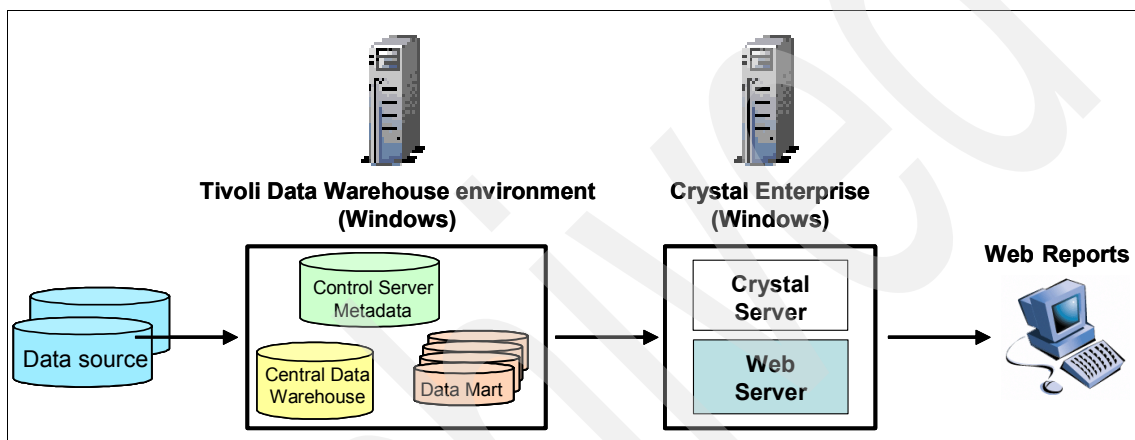 Tivoli Data Warehouse environment
(Windows)
Crystal Enterprise
(Windows)
Web Reports
Data source
Control Server
Metadata
Central Data
Warehouse
Data Mart
Crystal
Server
Web
Server